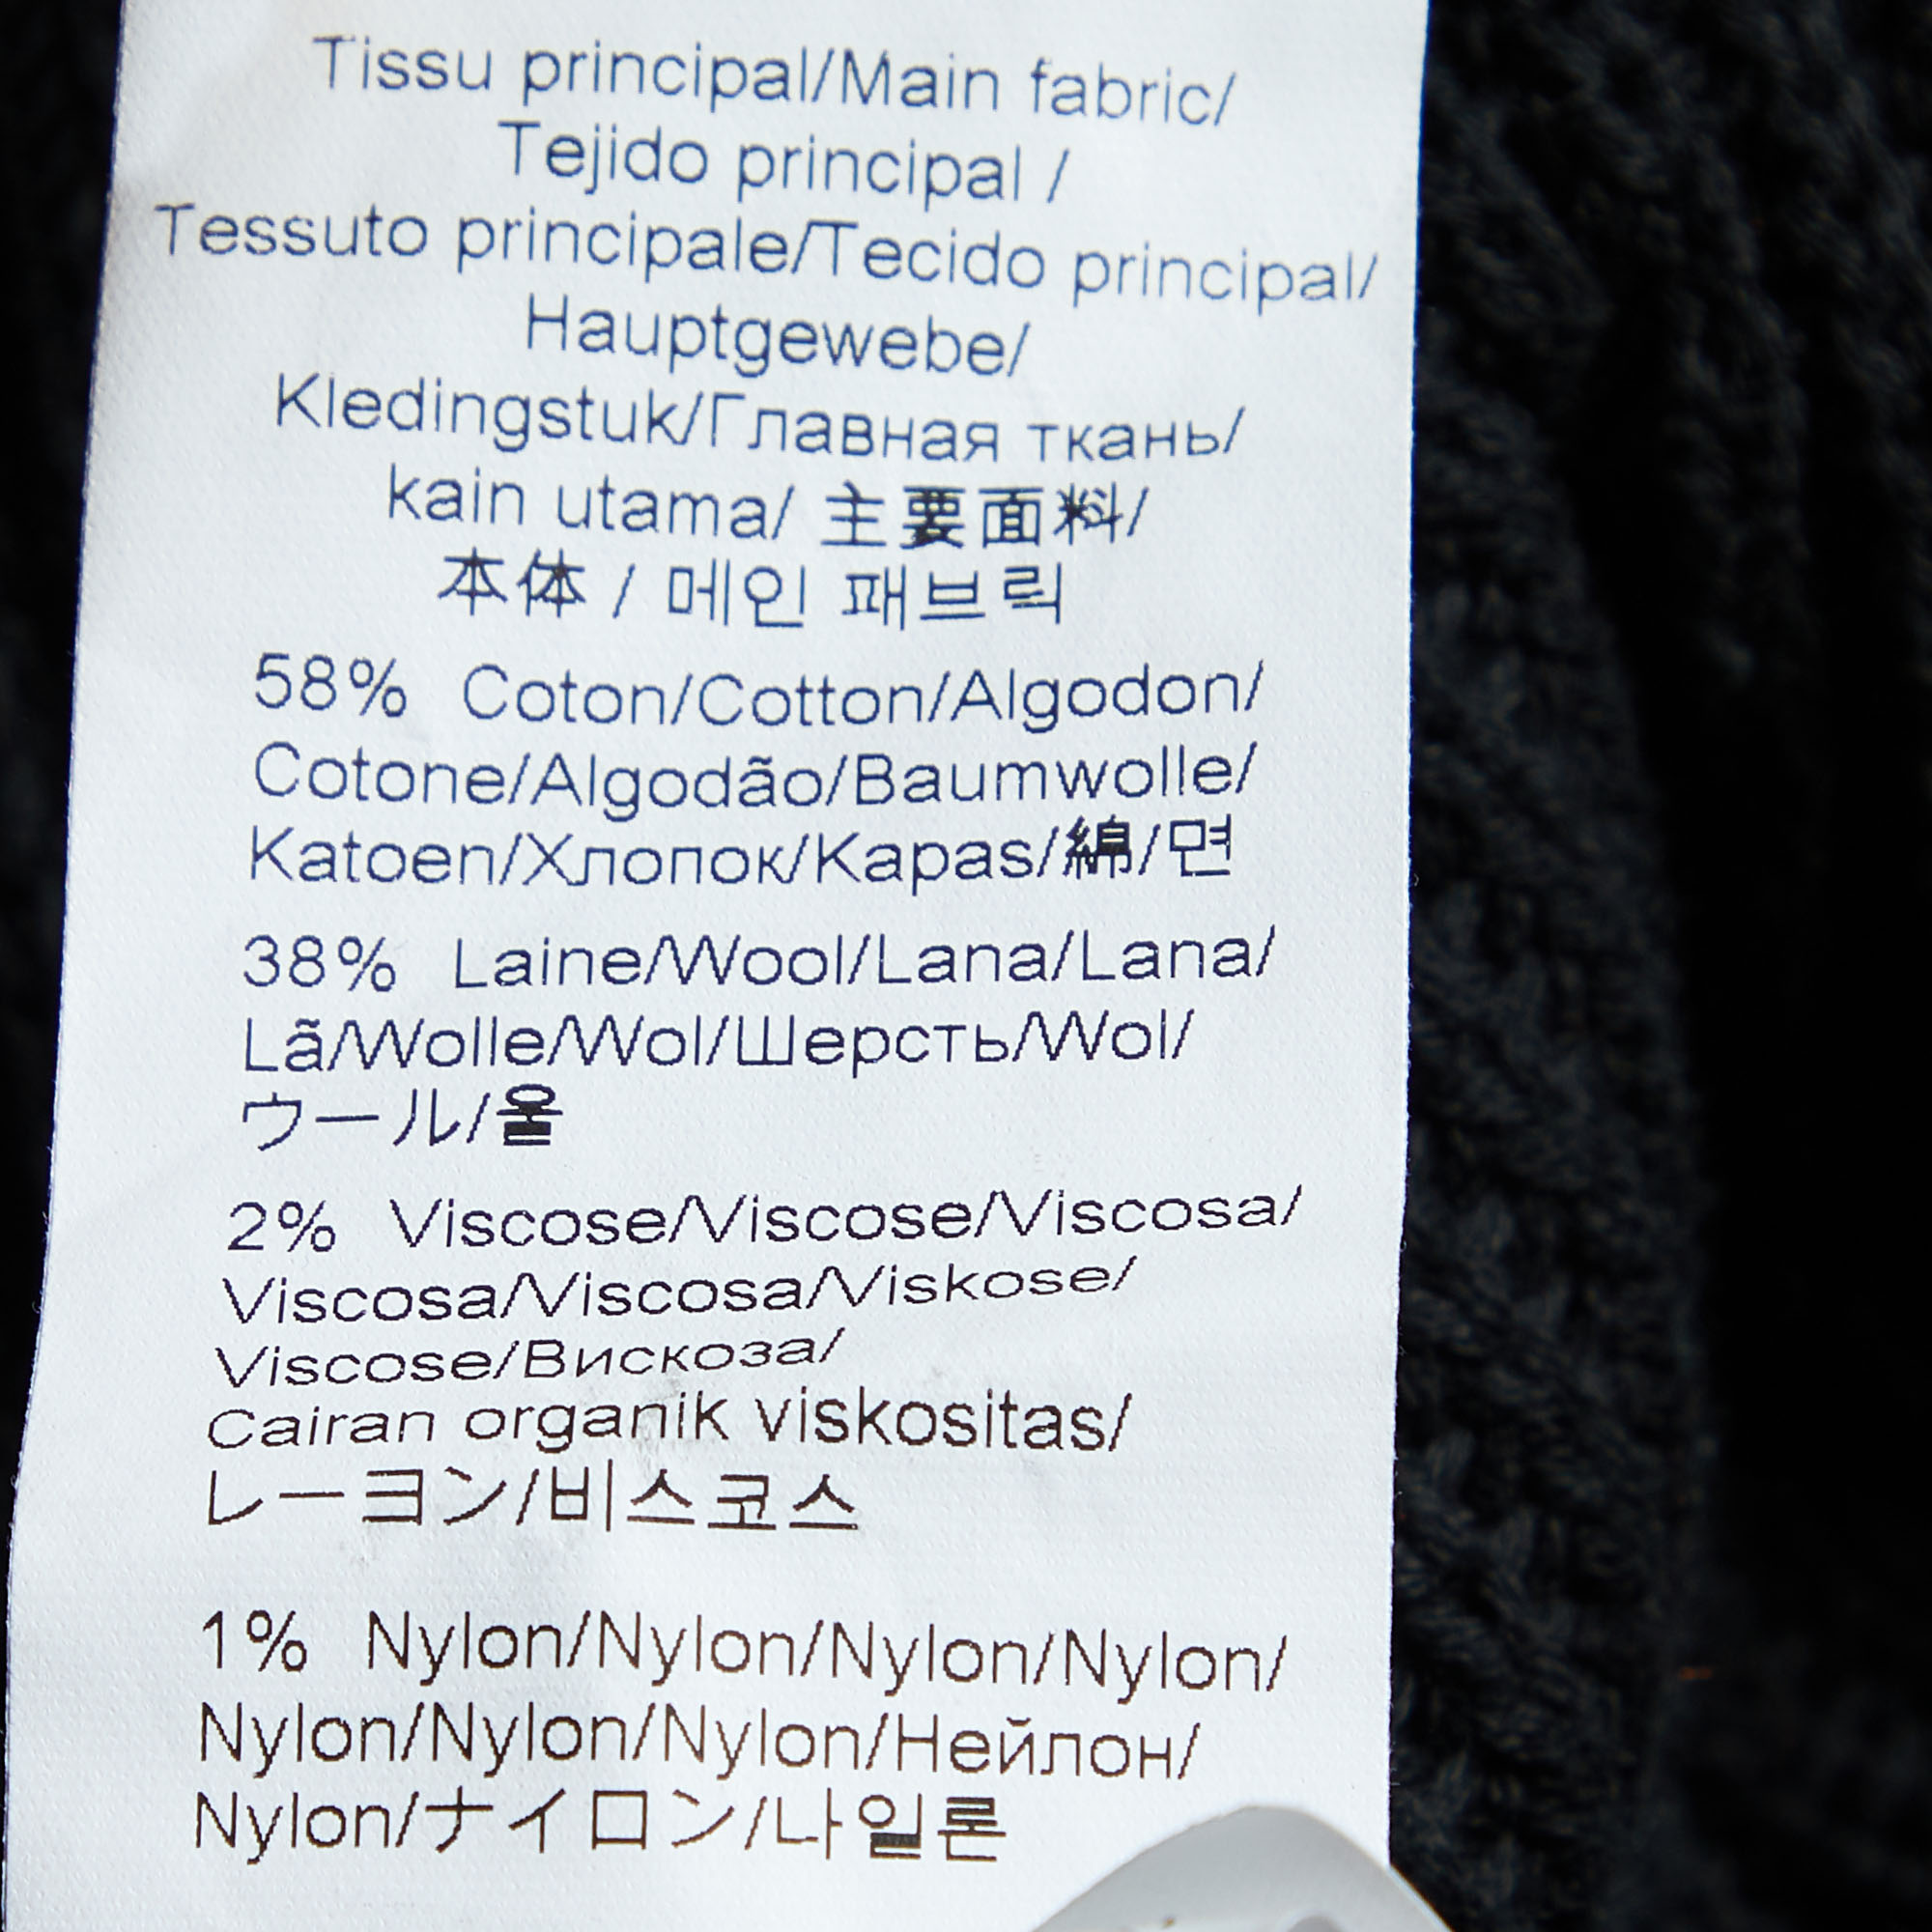 Tissu principal/Main fabric/
Tejido principal /
Tessuto principale/Tecido principal/
Hauptgewebe/
Kledingstuk/Главная ткань/
kain utama/ 主要面料/
本体 / 메인 패브릭
58% Coton/Cotton/Algodon/
Cotone/Algodão/Baumwolle/
Katoen/Хлопок/Kapas/綿/면
38% Laine/Wool/Lana/Lana/
Lã/Wolle/Wol/Шерсть/Wol/
ウール/울
2% Viscose/Viscose/Viscosa/
Viscosa/Viscosa/Viskose/
Viscose/Вискоза/
Cairan organik viskositas/
レーヨン/비스코스
1% Nylon/Nylon/Nylon/Nylon/
Nylon/Nylon/Nylon/Нейлон/
Nylon/ナイロン/나일론